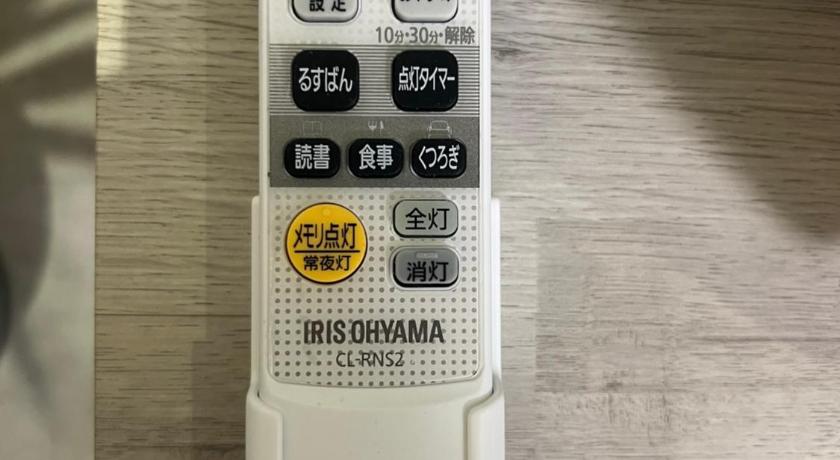 設定
10分・30分・解除
るすばん 点灯タイマー
読書 食事 くつろぎ
メモリ点灯 全灯
常夜灯 消灯
IRIS OHYAMA
CL-RNS2